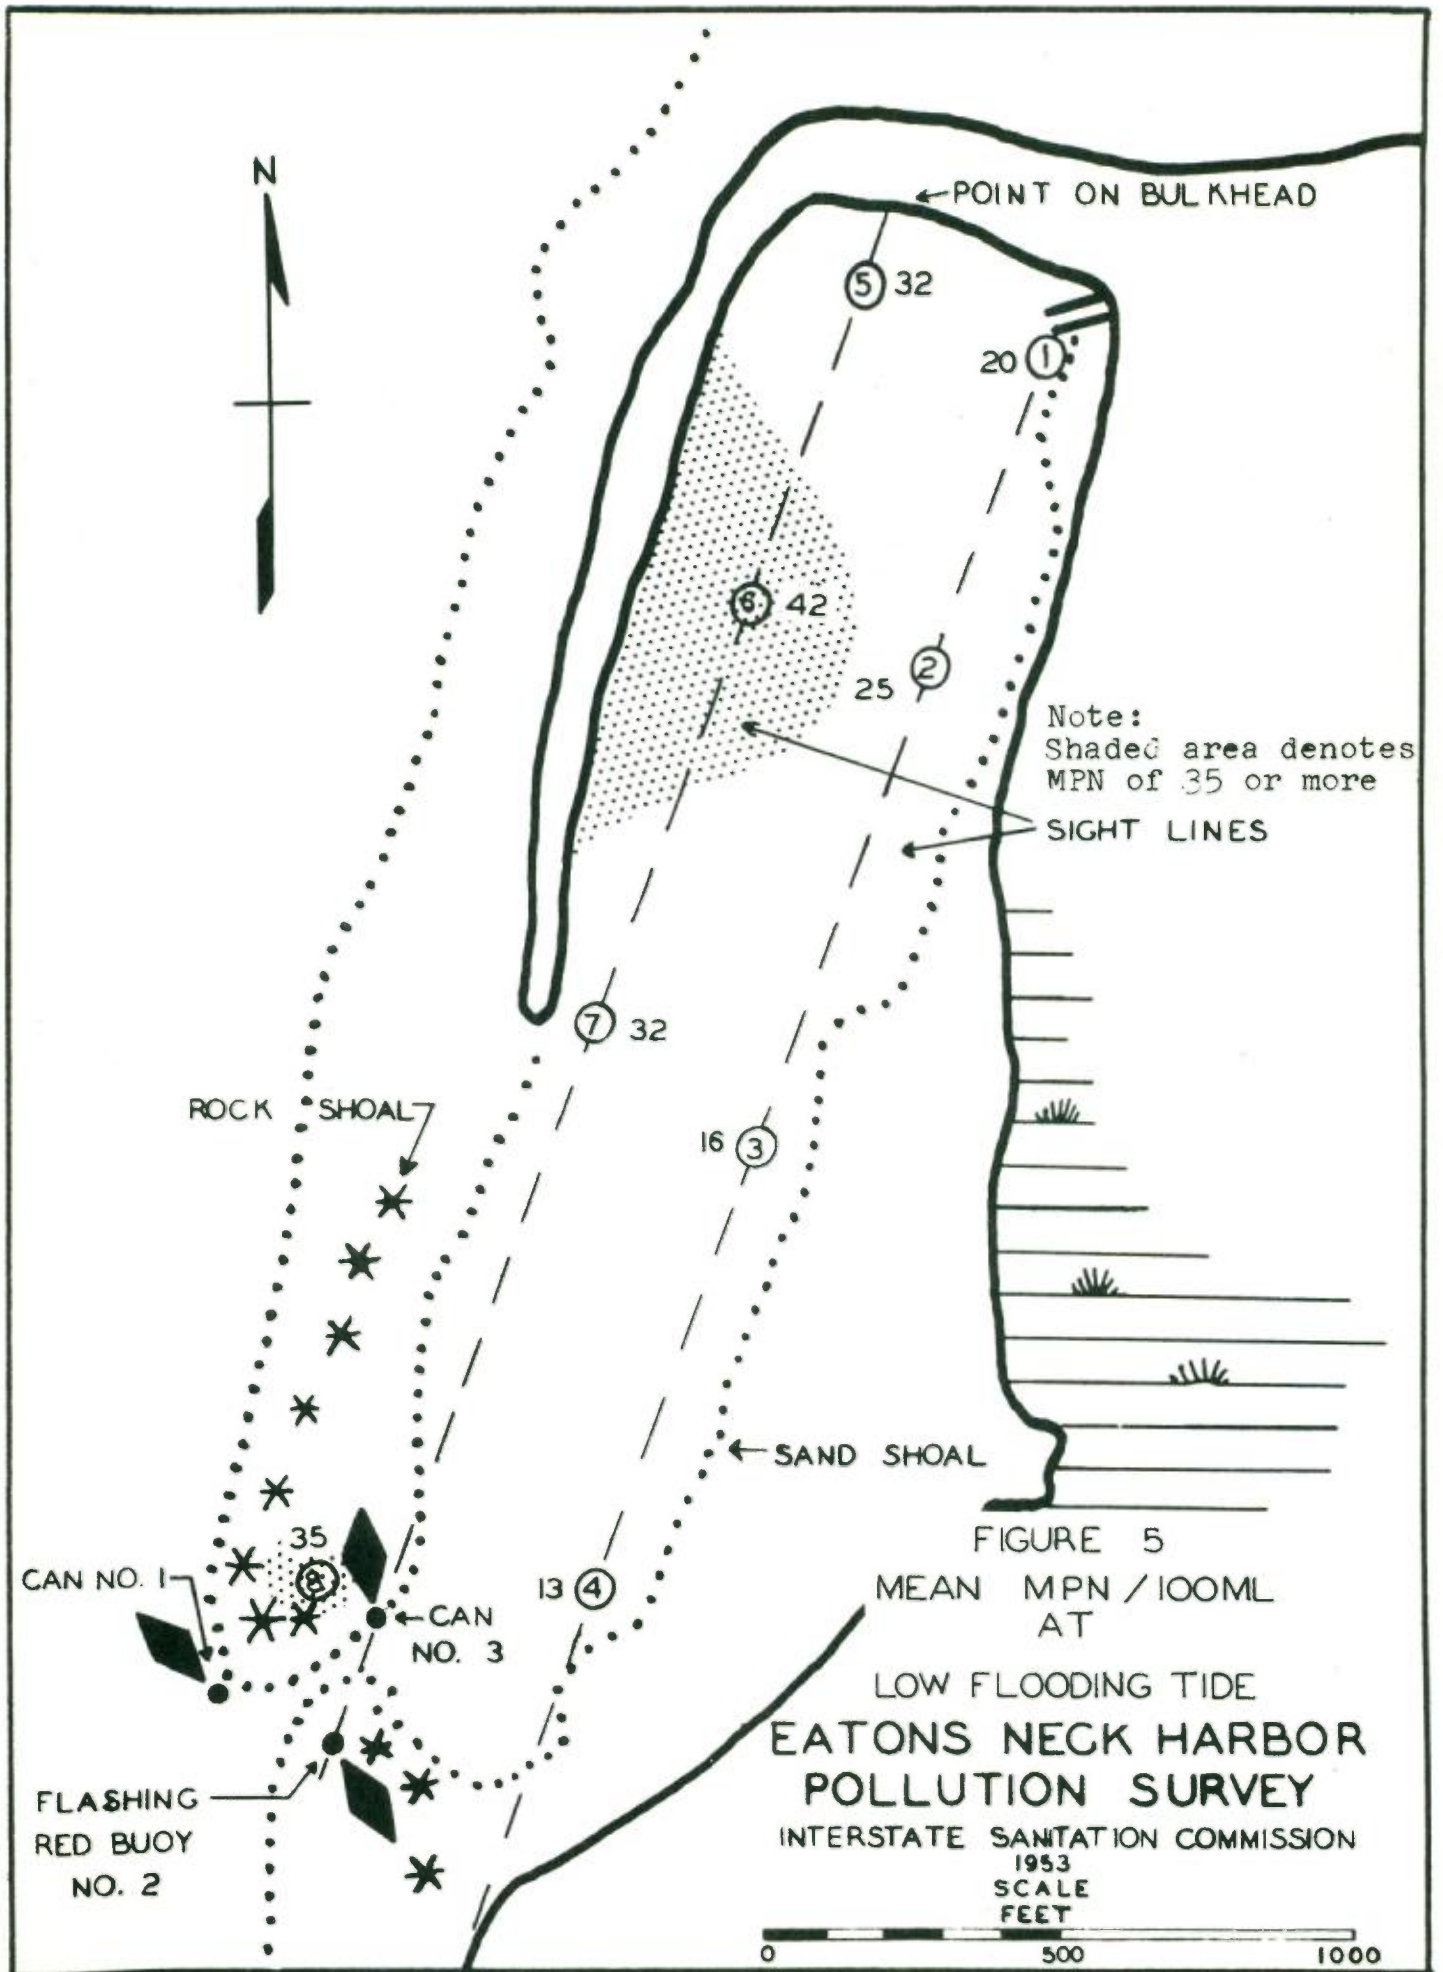 N
←POINT ON BULKHEAD
5 32
20 1
6 42
2
25
Note:
Shaded area denotes
MPN of 35 or more
SIGHT LINES
7 32
ROCK SHOAL
16 3
←SAND SHOAL
35
8
CAN NO. 1
13 4
←CAN
NO. 3
FLASHING
RED BUOY
NO. 2
FIGURE 5
MEAN MPN/100ML
AT
LOW FLOODING TIDE
EATONS NECK HARBOR
POLLUTION SURVEY
INTERSTATE SANITATION COMMISSION
1953
SCALE
FEET
0 500 1000